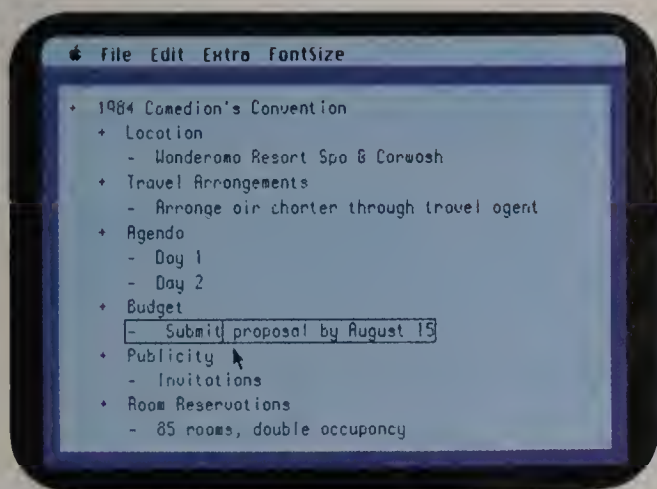 File Edit Extra FontSize
+ 1984 Comedian's Convention
+ Location
- Wonderama Resort Spa & Carwash
+ Travel Arrangements
- Arrange air charter through travel agent
+ Agenda
- Day 1
- Day 2
+ Budget
- Submit proposal by August 15
+ Publicity
- Invitations
+ Room Reservations
- 85 rooms, double occupancy